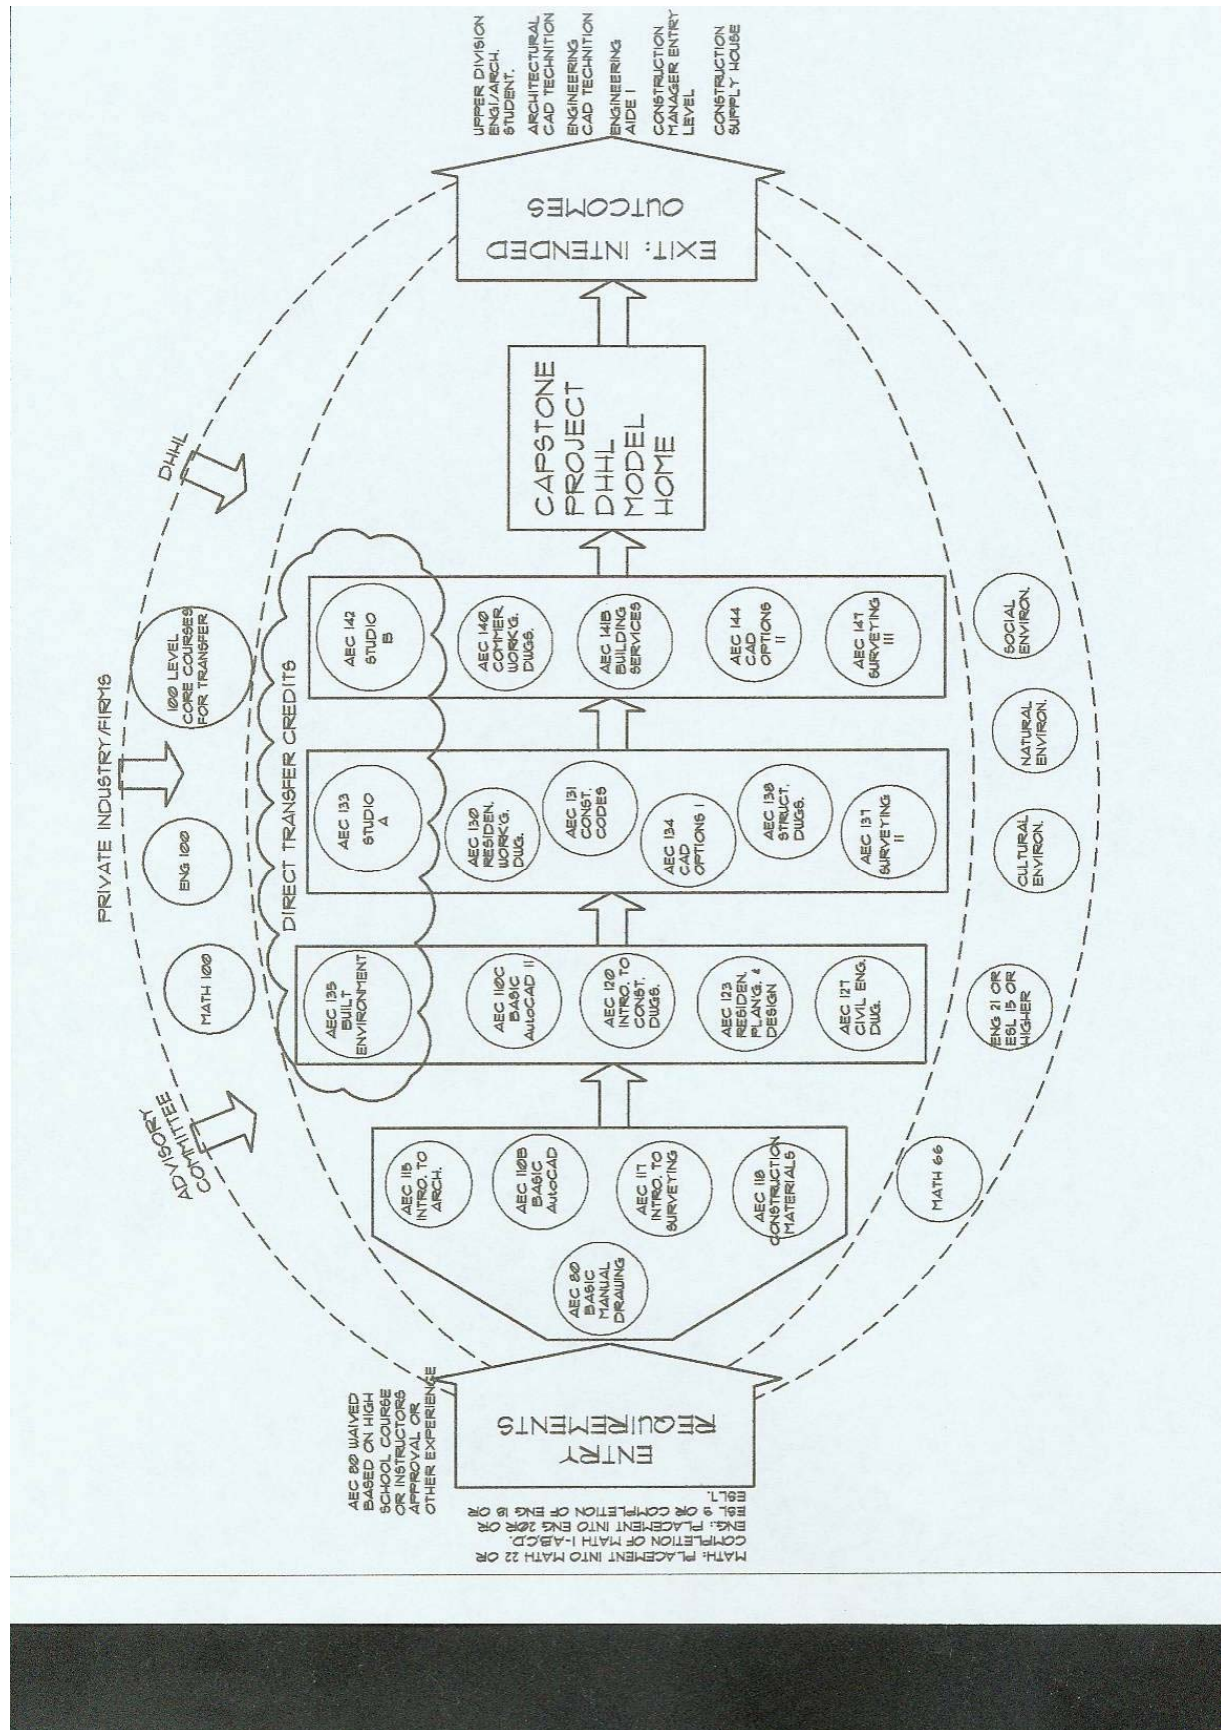 AEC 80 WAIVED
BASED ON HIGH
SCHOOL COURSE
OR INSTRUCTORS
APPROVAL OR
OTHER EXPERIENCE
MATH: PLACEMENT INTO MATH 22 OR
COMPLETION OF MATH 1-A,B,C,D.
ENG.: PLACEMENT INTO ENG 20R OR
ESL 9 OR COMPLETION OF ENG 18 OR
ESL7.
ENTRY
REQUIREMENTS
ADVISORY
COMMITTEE
PRIVATE INDUSTRY/FIRMS
DHHL
MATH 100
ENG 100
100 LEVEL
CORE COURSES
FOR TRANSFER
DIRECT TRANSFER CREDITS
AEC 80
BASIC
MANUAL
DRAWING
AEC 115
INTRO. TO
ARCH.
AEC 110B
BASIC
AutoCAD
AEC 117
INTRO. TO
SURVEYING
AEC 118
CONSTRUCTION
MATERIALS
AEC 135
BUILT
ENVIRONMENT
AEC 110C
BASIC
AutoCAD II
AEC 120
INTRO. TO
CONST.
DWGS.
AEC 123
RESIDEN.
PLAN'G. &
DESIGN
AEC 127
CIVIL ENG.
DWG.
AEC 133
STUDIO
A
AEC 130
RESIDEN.
WORK'G.
DWG.
AEC 131
CONST.
CODES
AEC 134
CAD
OPTIONS I
AEC 138
STRUCT.
DWGS.
AEC 137
SURVEYING
II
AEC 142
STUDIO
B
AEC 140
COMMER
WORK'G.
DWGS.
AEC 141B
BUILDING
SERVICES
AEC 144
CAD
OPTIONS
II
AEC 147
SURVEYING
III
CAPSTONE
PROJECT
DHHL
MODEL
HOME
EXIT: INTENDED
OUTCOMES
UPPER DIVISION
ENG/ARCH.
STUDENT.
ARCHITECTURAL
CAD TECHNITION
ENGINEERING
CAD TECHNITION
ENGINEERING
AIDE I
CONSTRUCTION
MANAGER ENTRY
LEVEL
CONSTRUCTION
SUPPLY HOUSE
MATH 66
ENG 21 OR
ESL 15 OR
HIGHER
CULTURAL
ENVIRON.
NATURAL
ENVIRON.
SOCIAL
ENVIRON.